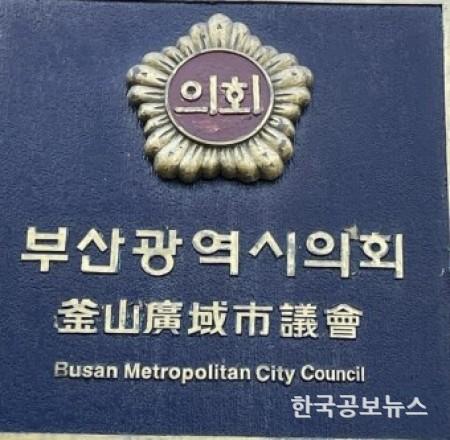 의회
부산광역시의회
釜山廣域市議會
Busan Metropolitan City Council
한국공보뉴스